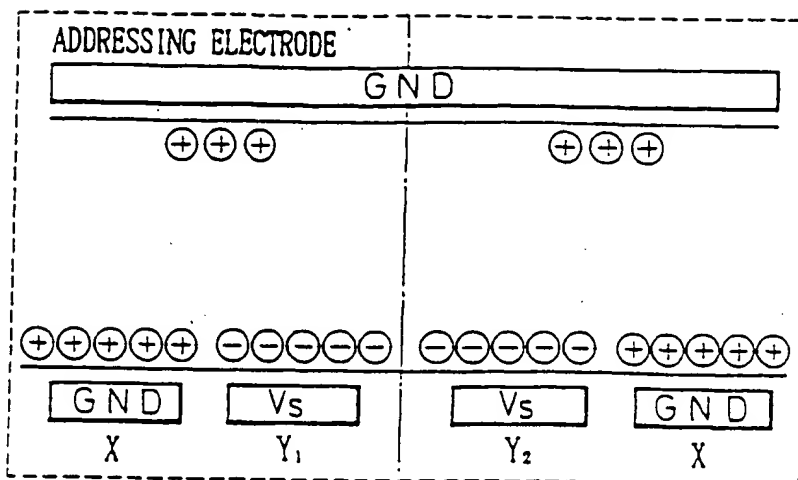 ADDRESSING ELECTRODE
GND
+ + + + + +
+ + + + + − − − − − − − − − − + + + + +
GND Vs Vs GND
X Y₁ Y₂ X